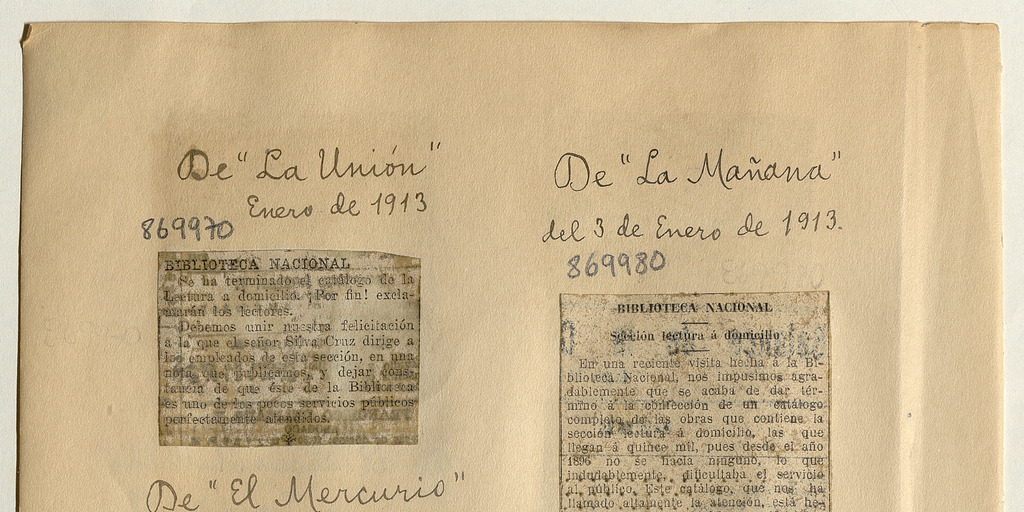 De "La Unión"
Enero de 1913
869970
BIBLIOTECA NACIONAL
Se ha terminado el catálogo de la
Lectura a domicilio. ¡Por fin! excla-
marán los lectores.
Debemos unir nuestra felicitación
a la que el señor Silva Cruz dirige a
los empleados de esta sección, en una
nota que publicamos, y dejar cons-
tancia de que éste de la Biblioteca
es uno de los pocos servicios públicos
perfectamente atendidos.
De "El Mercurio"
De "La Mañana"
del 3 de Enero de 1913.
869980
BIBLIOTECA NACIONAL
Sección lectura á domicilio
En una reciente visita hecha á la Bi-
blioteca Nacional, nos impusimos agra-
dablemente que se acaba de dar tér-
mino á la confección de un catálogo
completo de las obras que contiene la
sección lectura á domicilio, las que
llegan á quince mil, pues desde el año
1896 no se hacía ninguno, lo que
indudablemente, dificultaba el servicio
al público. Este catálogo, que nos ha
llamado altamente la atención, está he-